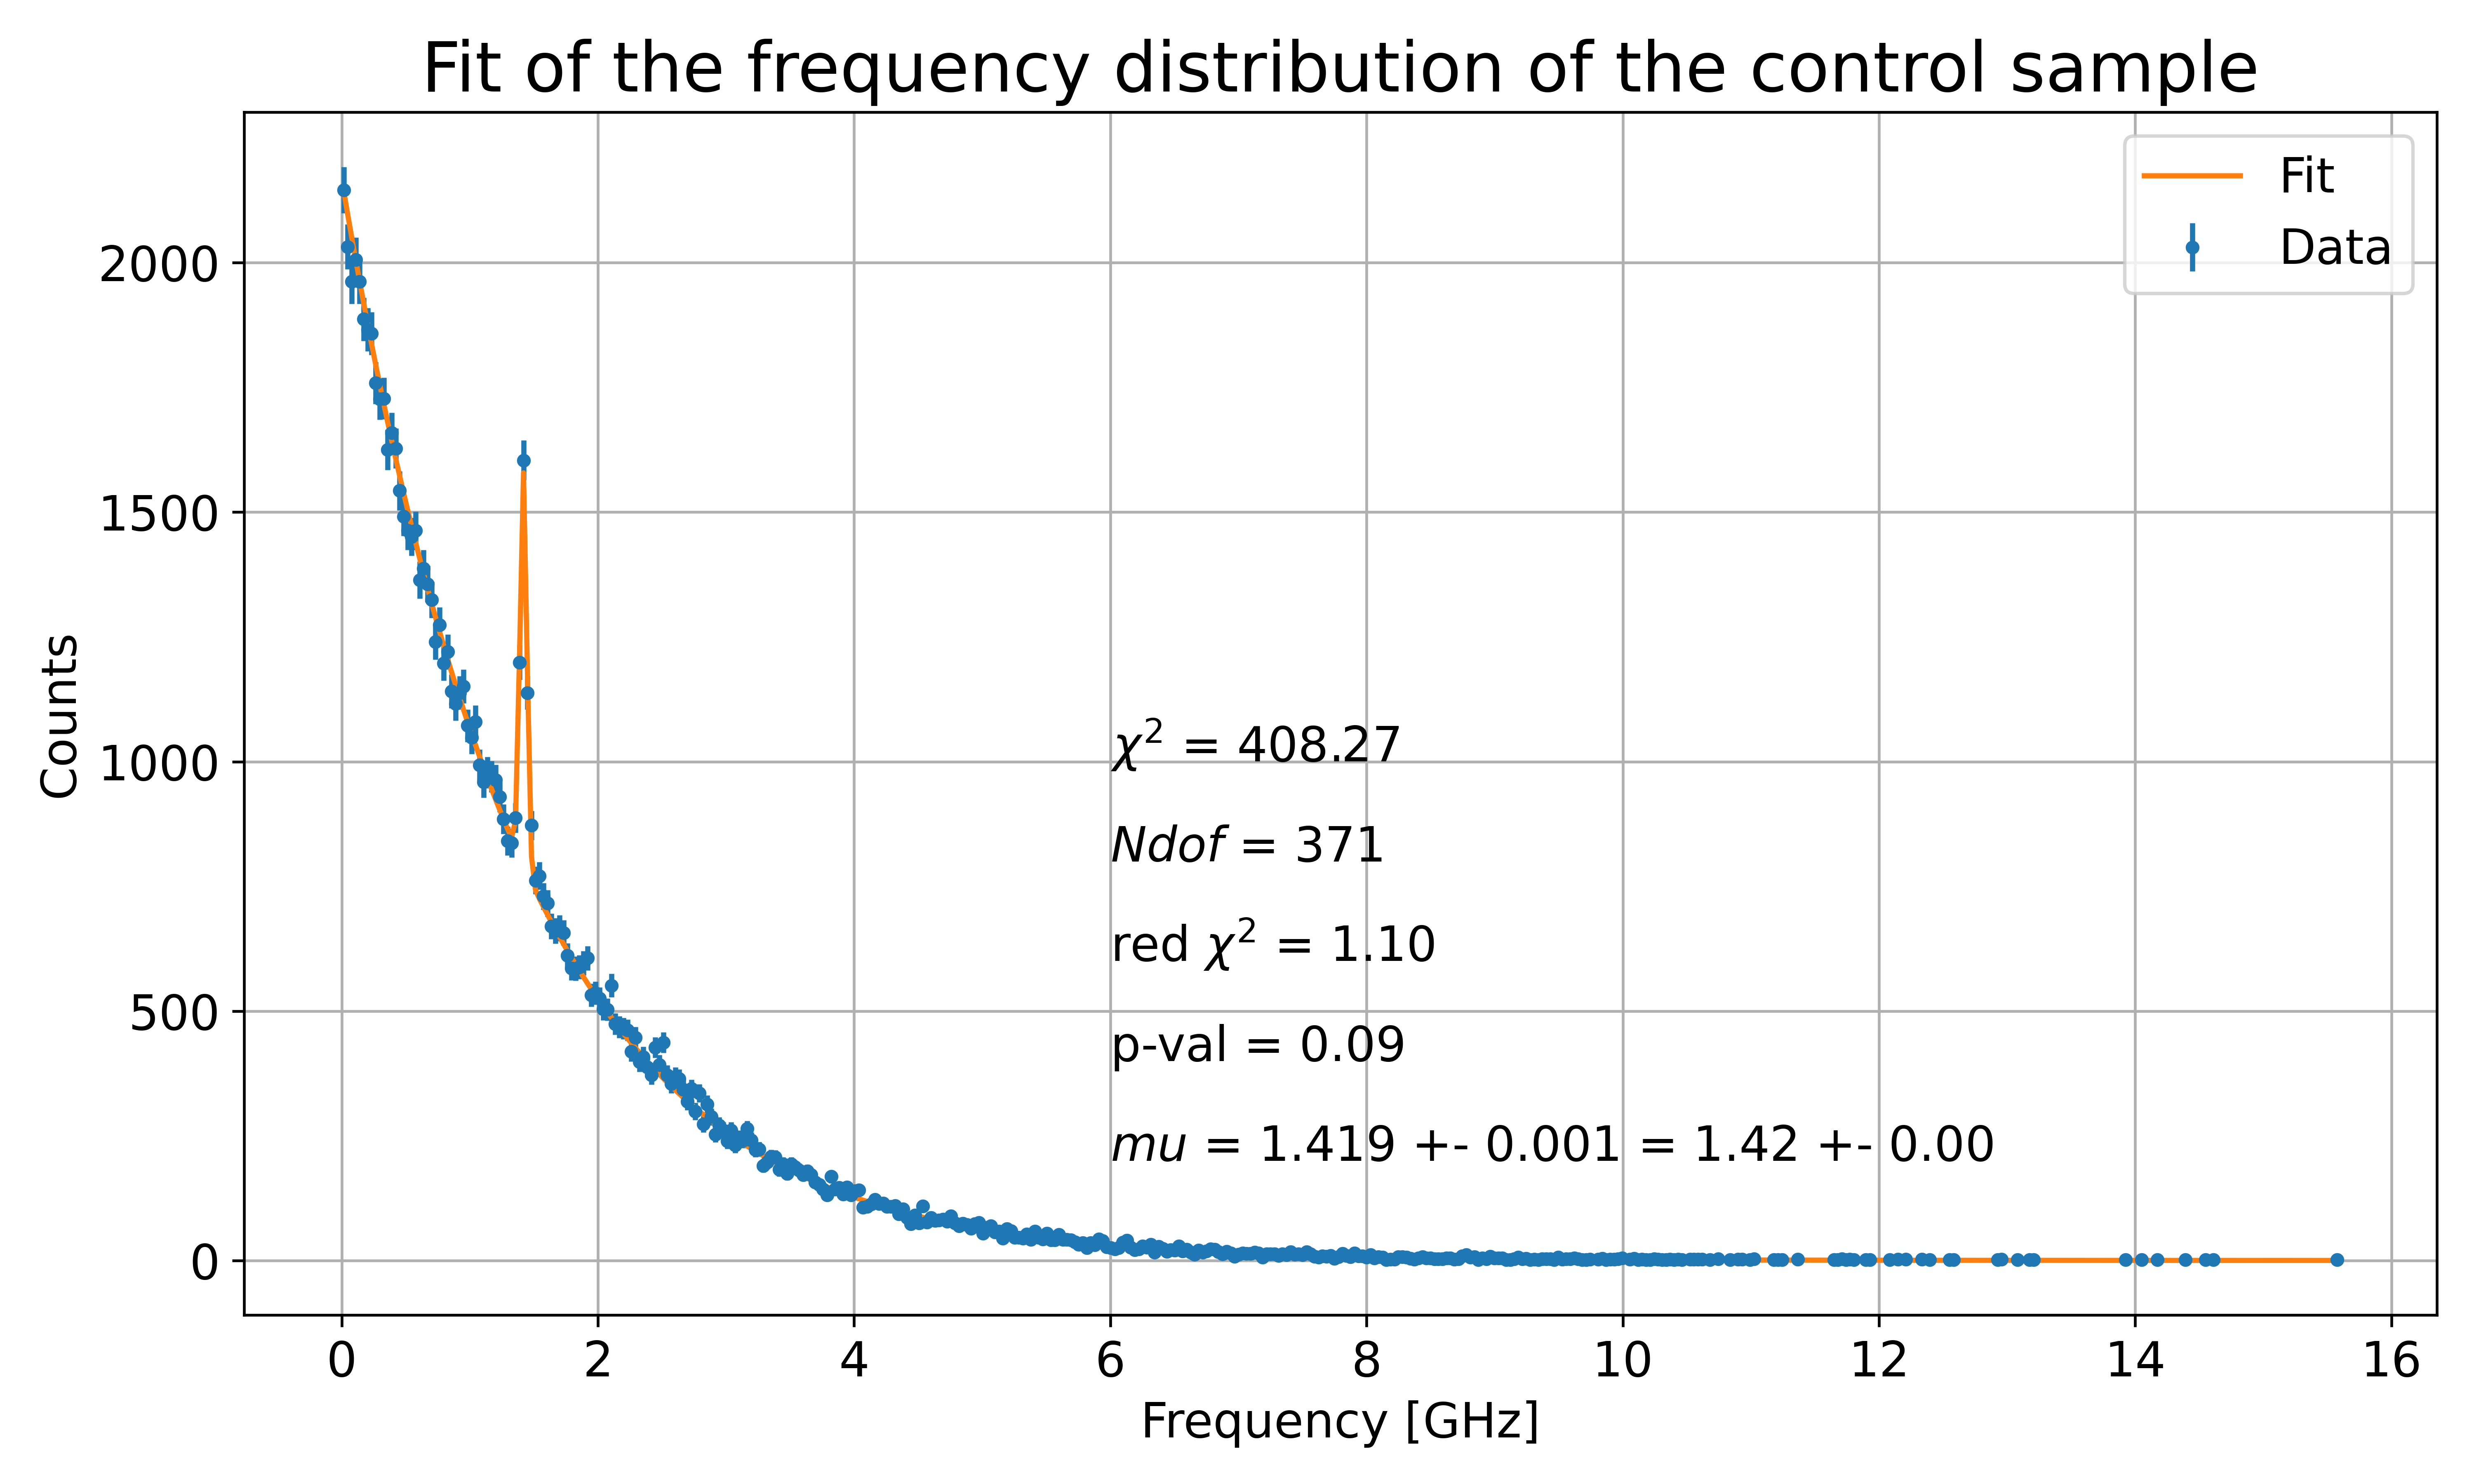 Fit of the frequency distribution of the control sample
Fit
Data
Counts
2000
1500
1000
500
0
χ² = 408.27
Ndof = 371
red χ² = 1.10
p-val = 0.09
mu = 1.419 +- 0.001 = 1.42 +- 0.00
0 2 4 6 8 10 12 14 16
Frequency [GHz]